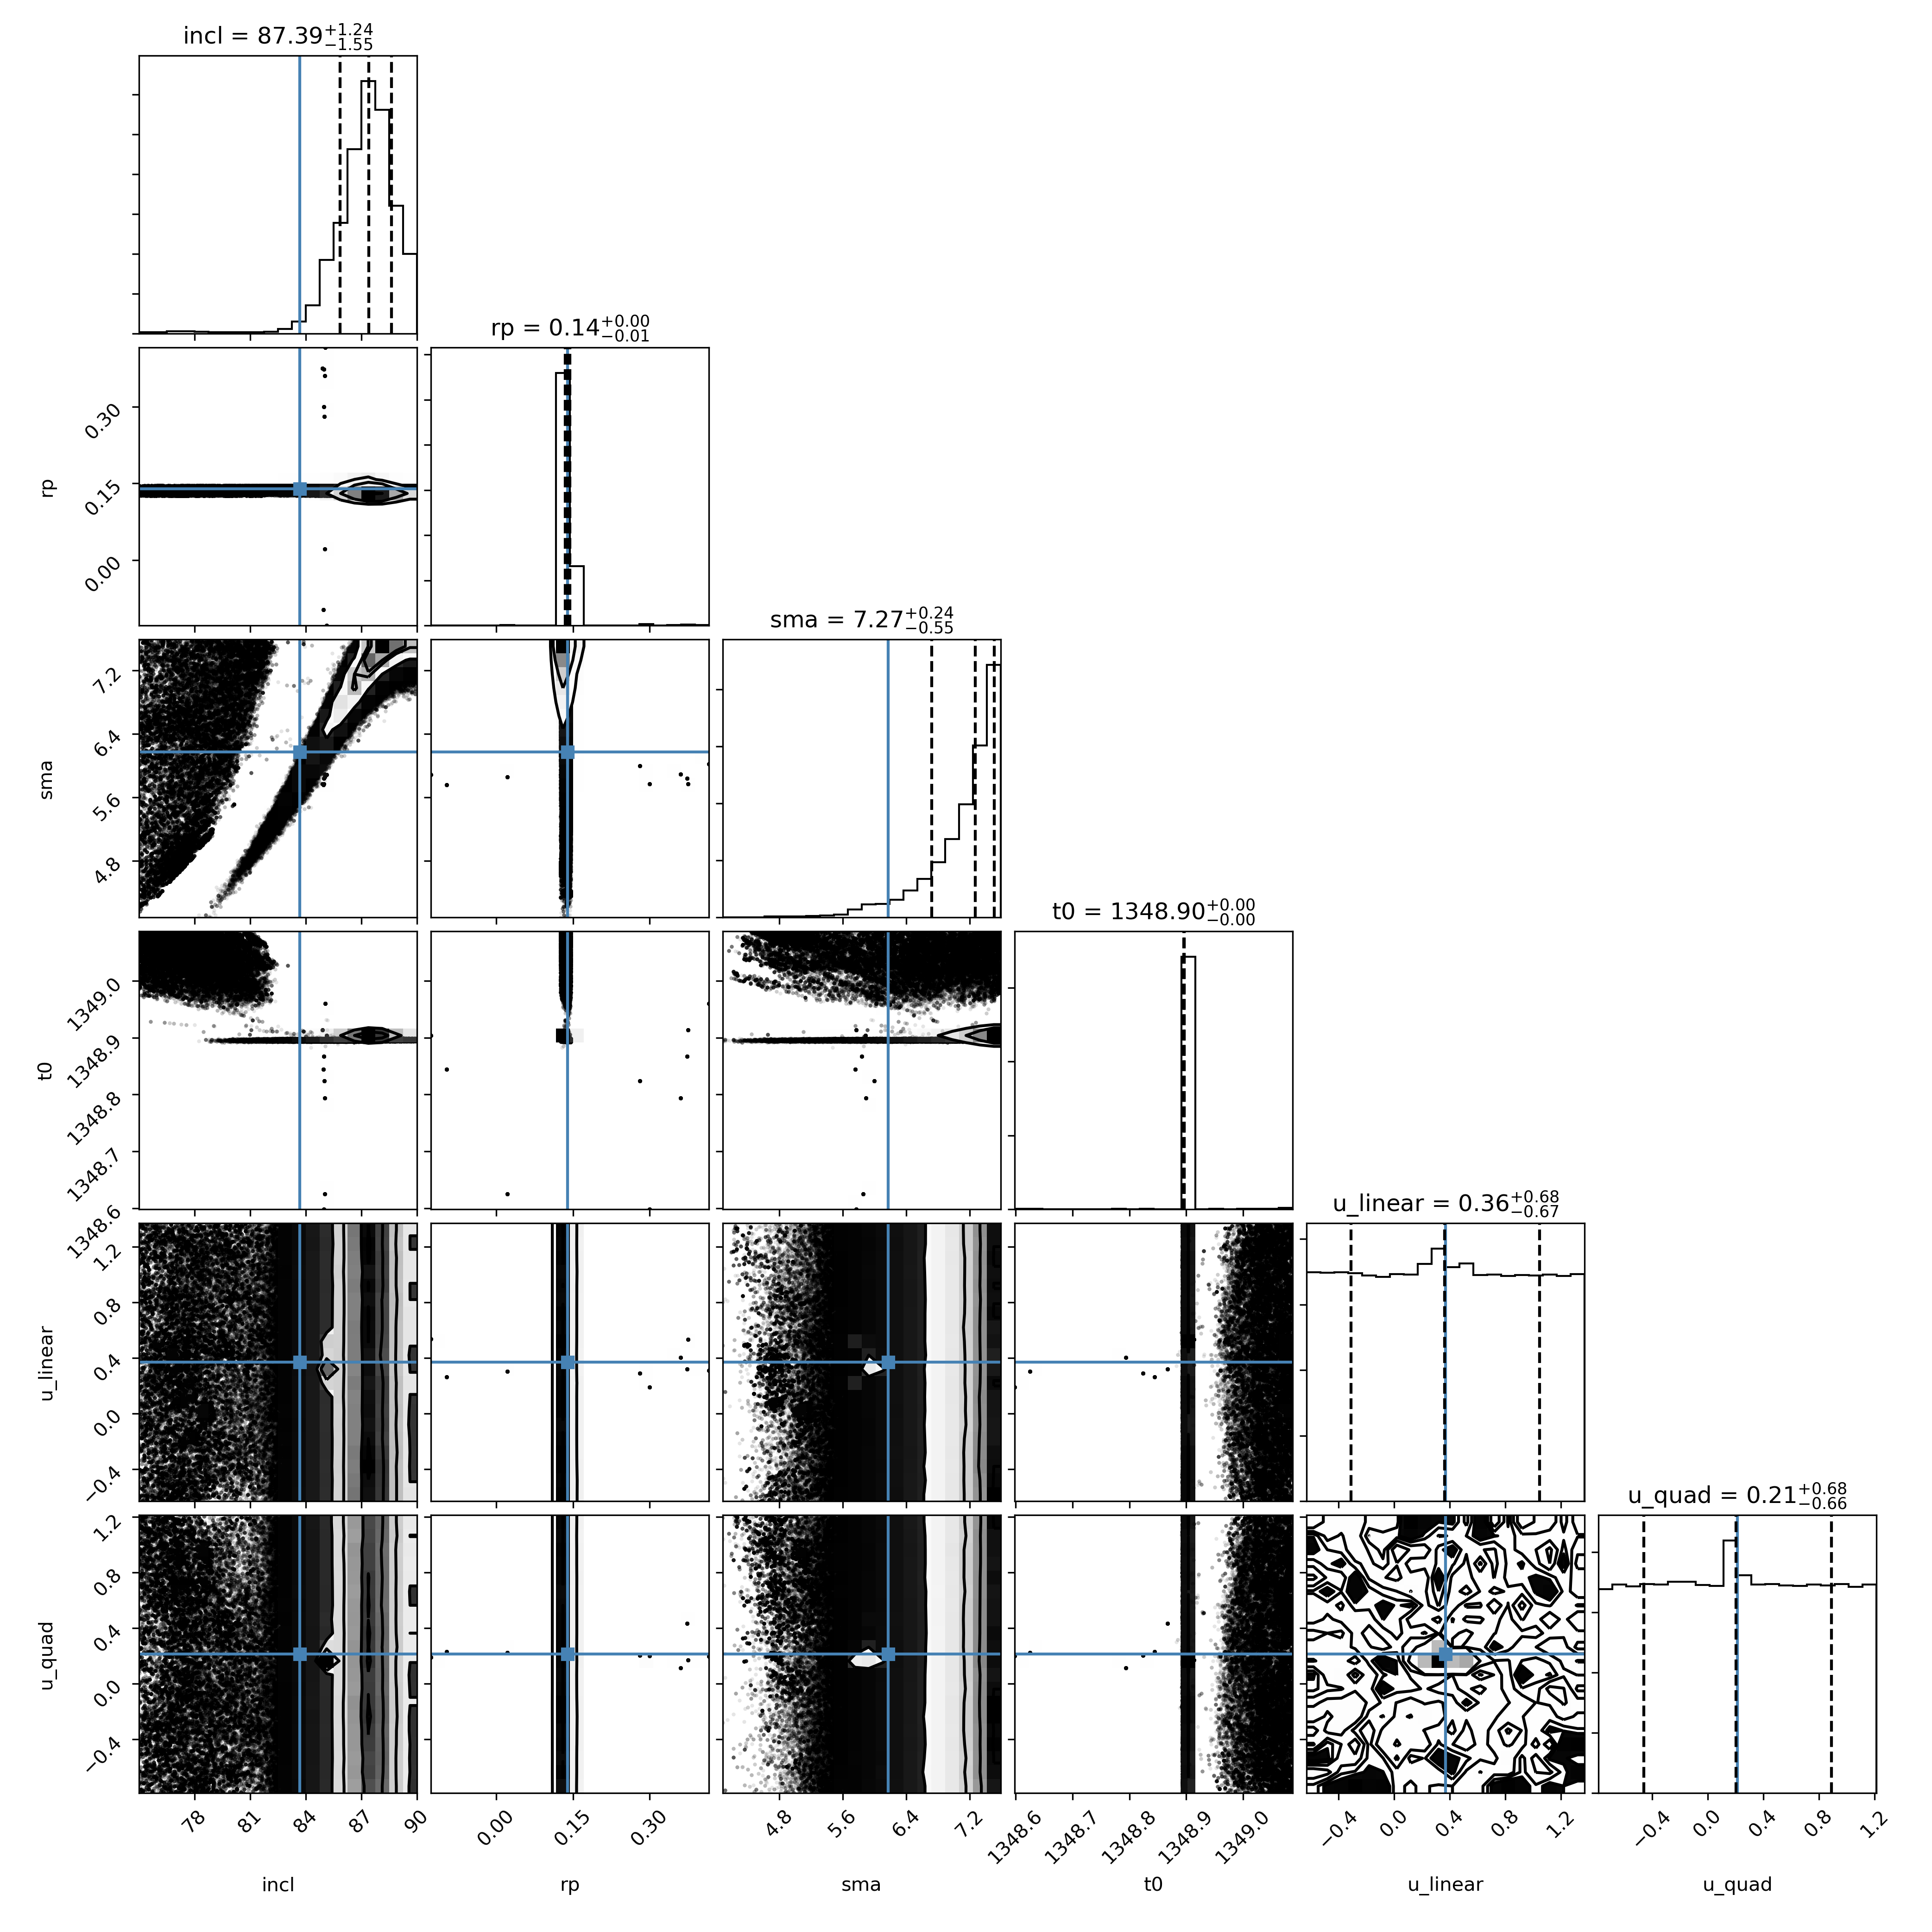 incl = 87.39+1.24−1.55
rp = 0.14+0.00−0.01
0.30
0.15
0.00
rp
sma = 7.27+0.24−0.55
7.2
6.4
5.6
4.8
sma
t0 = 1348.90+0.00−0.00
1349.0
1348.9
1348.8
1348.7
1348.6
t0
u_linear = 0.36+0.68−0.67
1.2
0.8
0.4
0.0
−0.4
u_linear
u_quad = 0.21+0.68−0.66
1.2
0.8
0.4
0.0
−0.4
u_quad
78 81 84 87 90 0.00 0.15 0.30 4.8 5.6 6.4 7.2 1348.6 1348.7 1348.8 1348.9 1349.0 −0.4 0.0 0.4 0.8 1.2 −0.4 0.0 0.4 0.8 1.2
incl rp sma t0 u_linear u_quad